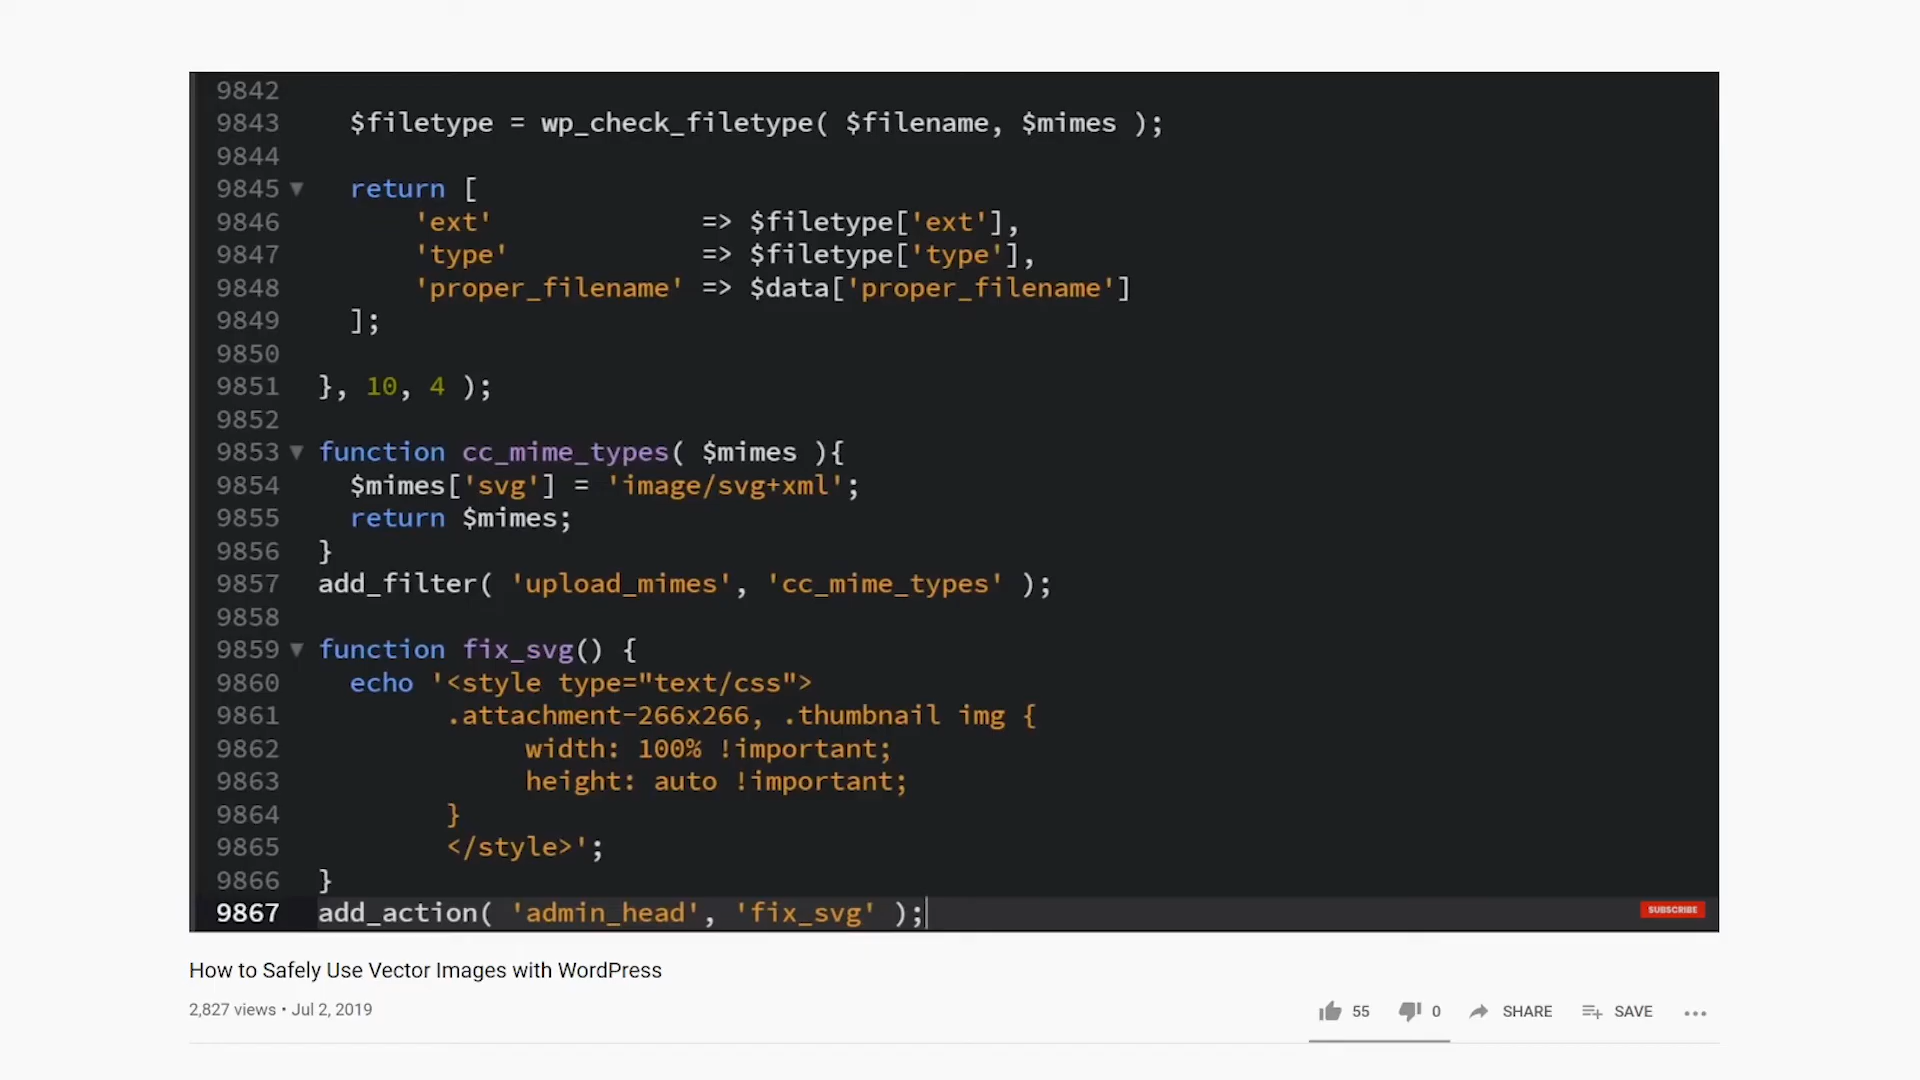 9842
9843 $filetype = wp_check_filetype( $filename, $mimes );
9844
9845 return [
9846 'ext' => $filetype['ext'],
9847 'type' => $filetype['type'],
9848 'proper_filename' => $data['proper_filename']
9849 ];
9850
9851 }, 10, 4 );
9852
9853 function cc_mime_types( $mimes ){
9854 $mimes['svg'] = 'image/svg+xml';
9855 return $mimes;
9856 }
9857 add_filter( 'upload_mimes', 'cc_mime_types' );
9858
9859 function fix_svg() {
9860 echo '<style type="text/css">
9861 .attachment-266x266, .thumbnail img {
9862 width: 100% !important;
9863 height: auto !important;
9864 }
9865 </style>';
9866 }
9867 add_action( 'admin_head', 'fix_svg' );
SUBSCRIBE
How to Safely Use Vector Images with WordPress
2,827 views • Jul 2, 2019
55 0 SHARE SAVE